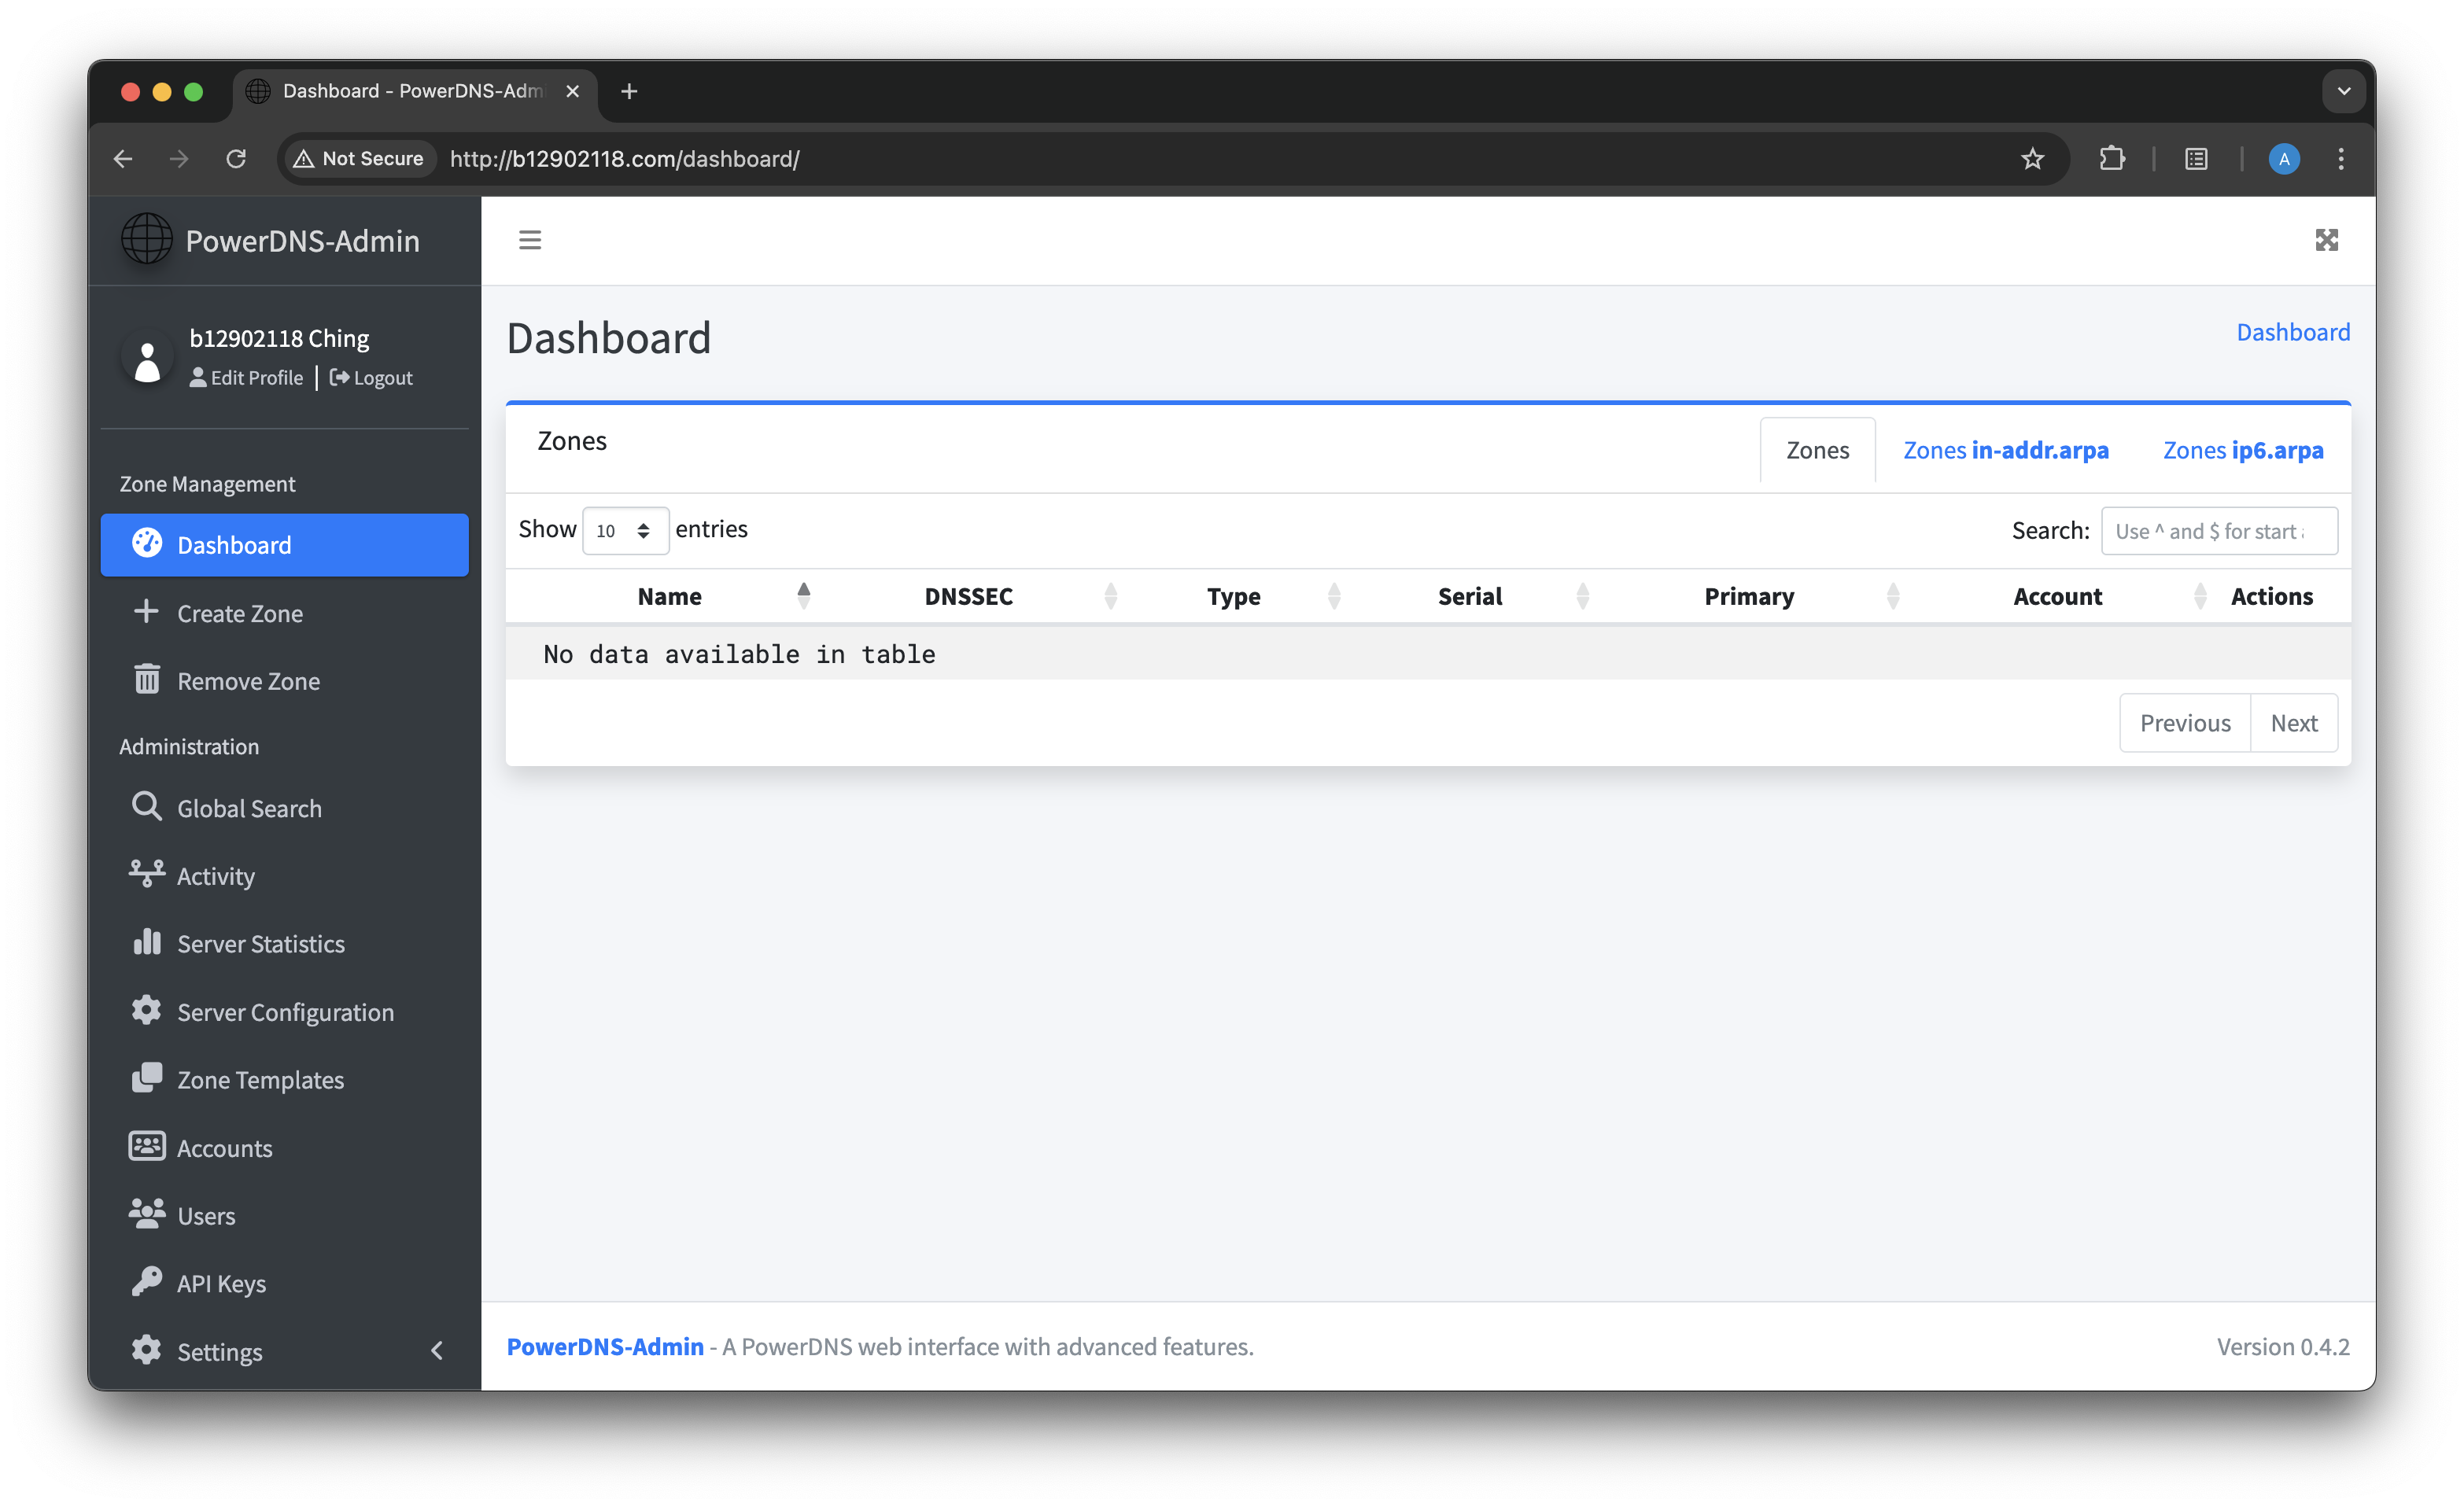 Dashboard - PowerDNS-Adm
Not Secure http://b12902118.com/dashboard/
A
PowerDNS-Admin
b12902118 Ching
Edit Profile | Logout
Zone Management
Dashboard
Create Zone
Remove Zone
Administration
Global Search
Activity
Server Statistics
Server Configuration
Zone Templates
Accounts
Users
API Keys
Settings
Dashboard
Dashboard
Zones
Zones Zones in-addr.arpa Zones ip6.arpa
Show 10 entries
Search: Use ^ and $ for start
Name DNSSEC Type Serial Primary Account Actions
No data available in table
Previous Next
PowerDNS-Admin - A PowerDNS web interface with advanced features.
Version 0.4.2